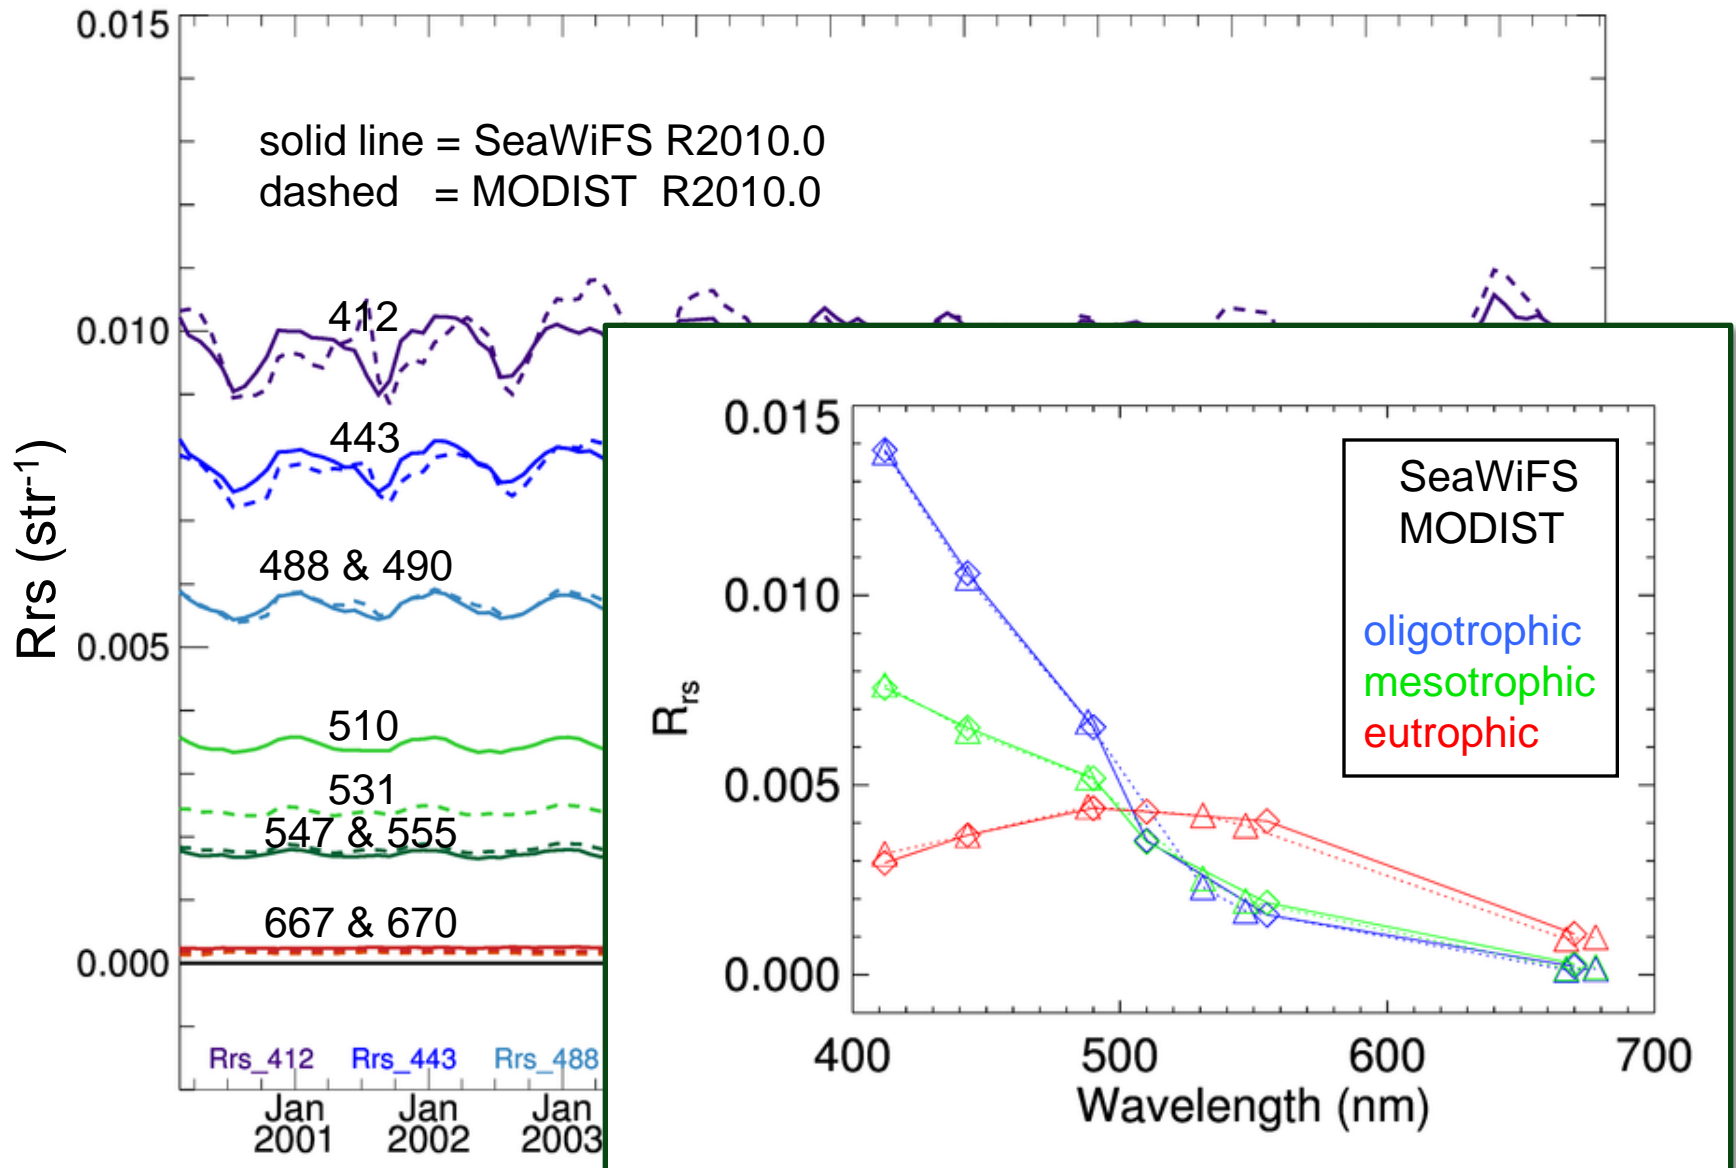 0.015
solid line = SeaWiFS R2010.0
dashed = MODIST R2010.0
0.010
412
443
488 & 490
0.005
510
531
547 & 555
667 & 670
0.000
Rrs (str-1)
Rrs_412 Rrs_443 Rrs_488
Jan 2001
Jan 2002
Jan 2003
0.015
0.010
0.005
0.000
Rrs
SeaWiFS
MODIST
oligotrophic
mesotrophic
eutrophic
400 500 600 700
Wavelength (nm)